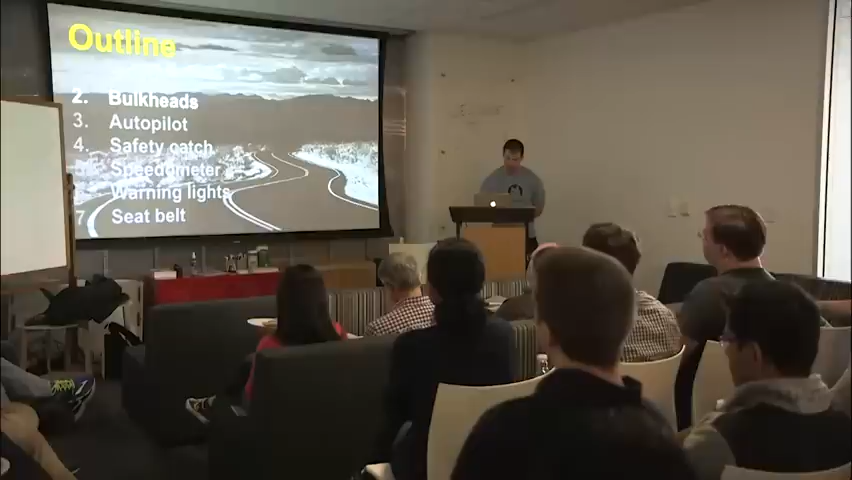 Outline
2. Bulkheads
3. Autopilot
4. Safety catch
Speedometer
Warning lights
7 Seat belt